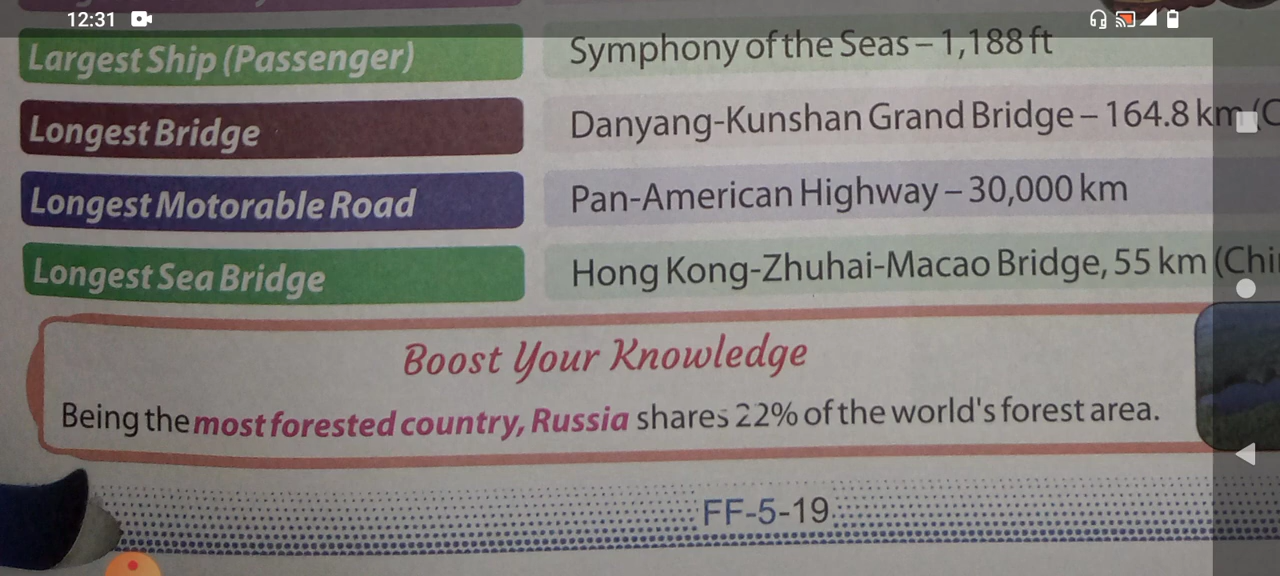 12:31
Largest Ship (Passenger) Symphony of the Seas – 1,188 ft
Longest Bridge Danyang-Kunshan Grand Bridge – 164.8 km (C
Longest Motorable Road Pan-American Highway – 30,000 km
Longest Sea Bridge Hong Kong-Zhuhai-Macao Bridge, 55 km (Chi
Boost Your Knowledge
Being the most forested country, Russia shares 22% of the world's forest area.
FF-5-19